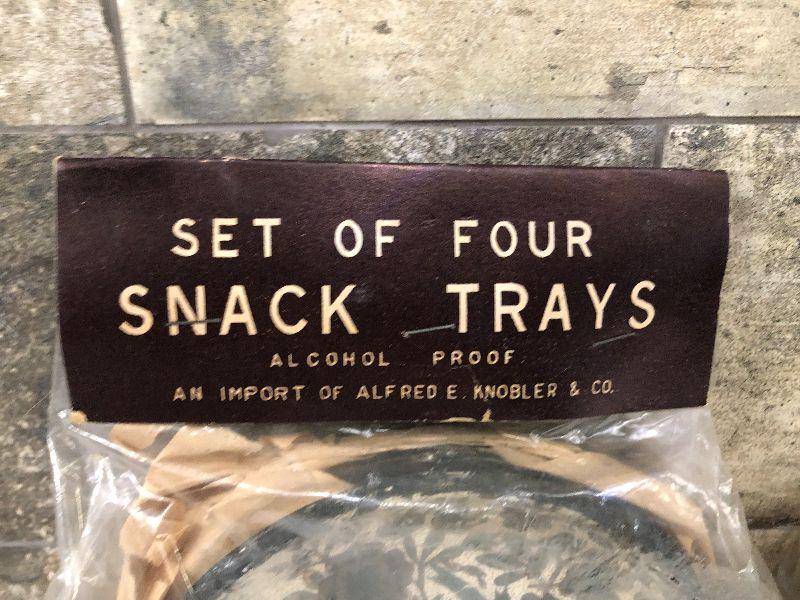 SET OF FOUR
SNACK TRAYS
ALCOHOL PROOF
AN IMPORT OF ALFRED E. KNOBLER & CO.